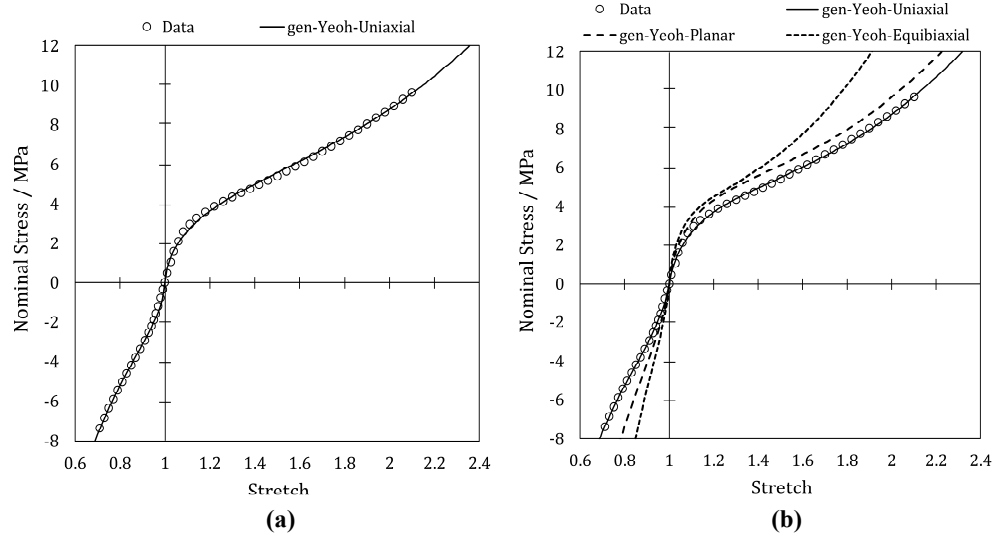 Data gen-Yeoh-Uniaxial
12
10
8
6
4
2
0
-2
-4
-6
-8
0.6 0.8 1 1.2 1.4 1.6 1.8 2 2.2 2.4
Nominal Stress / MPa
Stretch
(a)
Data gen-Yeoh-Uniaxial
gen-Yeoh-Planar gen-Yeoh-Equibiaxial
12
10
8
6
4
2
0
-2
-4
-6
-8
0.6 0.8 1 1.2 1.4 1.6 1.8 2 2.2 2.4
Nominal Stress / MPa
Stretch
(b)